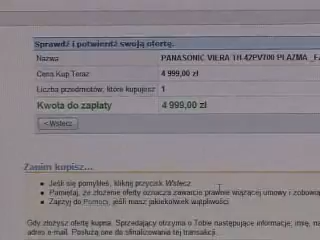 Sprawdź i potwierdź swoją ofertę.
Nazwa PANASONIC VIERA TH-42PV700 PLAZMA
Cena Kup Teraz 4 999,00 zł
Liczba przedmiotów, które kupujesz 1
Kwota do zapłaty 4 999,00 zł
< Wstecz
Zanim kupisz...
Jeśli się pomyliłeś, kliknij przycisk Wstecz
Pamiętaj, że złożenie oferty oznacza zawarcie prawnie wiążącej umowy i
Zajrzyj do Pomocy, jeśli masz jakiekolwiek wątpliwości.
Gdy złożysz ofertę kupna, Sprzedający otrzyma o Tobie następujące informacje; imię,
adres e-mail. Posłużą one do sfinalizowania tej transakcji.